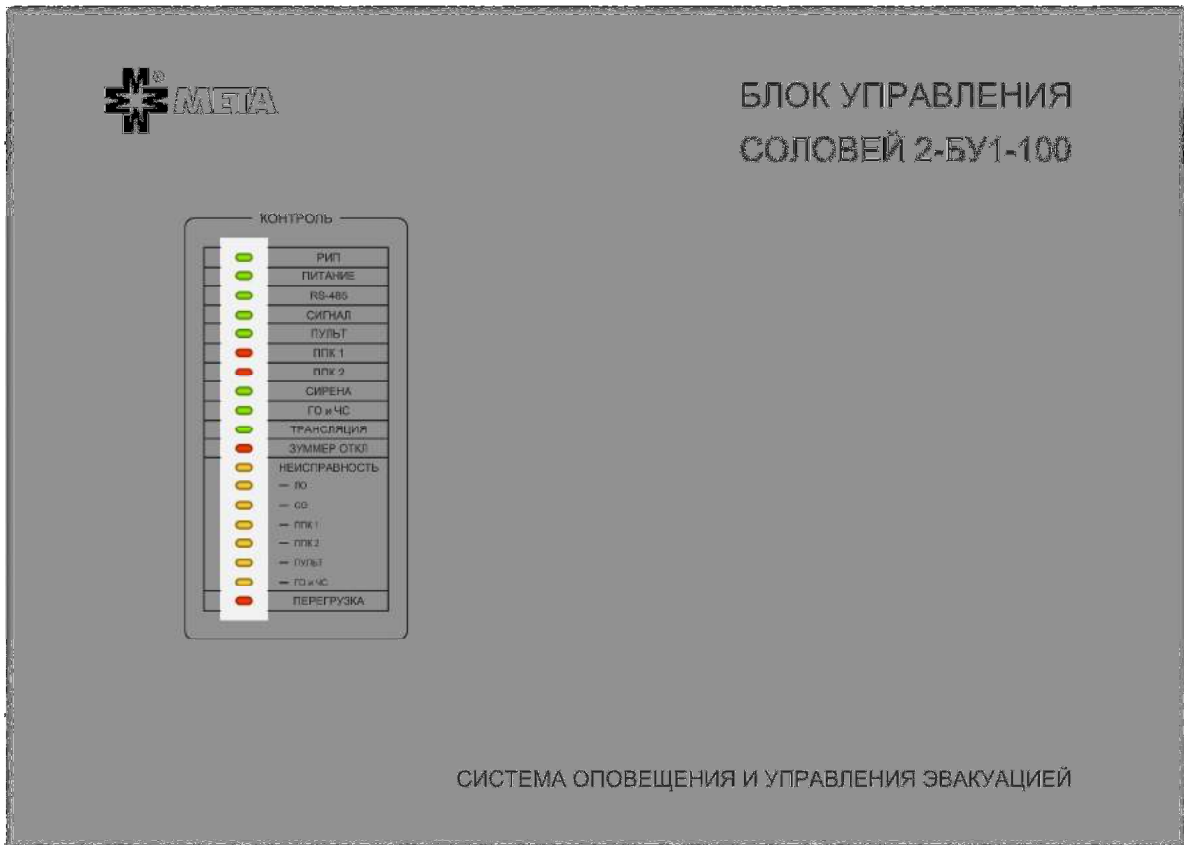 МЕТА®
БЛОК УПРАВЛЕНИЯ
СОЛОВЕЙ 2-БУ1-100
КОНТРОЛЬ
РИП
ПИТАНИЕ
RS-485
СИГНАЛ
ПУЛЬТ
ППК 1
ППК 2
СИРЕНА
ГО и ЧС
ТРАНСЛЯЦИЯ
ЗУММЕР ОТКЛ
НЕИСПРАВНОСТЬ
— ЛО
— СО
— ППК 1
— ППК 2
— ПУЛЬТ
— ГО и ЧС
ПЕРЕГРУЗКА
СИСТЕМА ОПОВЕЩЕНИЯ И УПРАВЛЕНИЯ ЭВАКУАЦИЕЙ